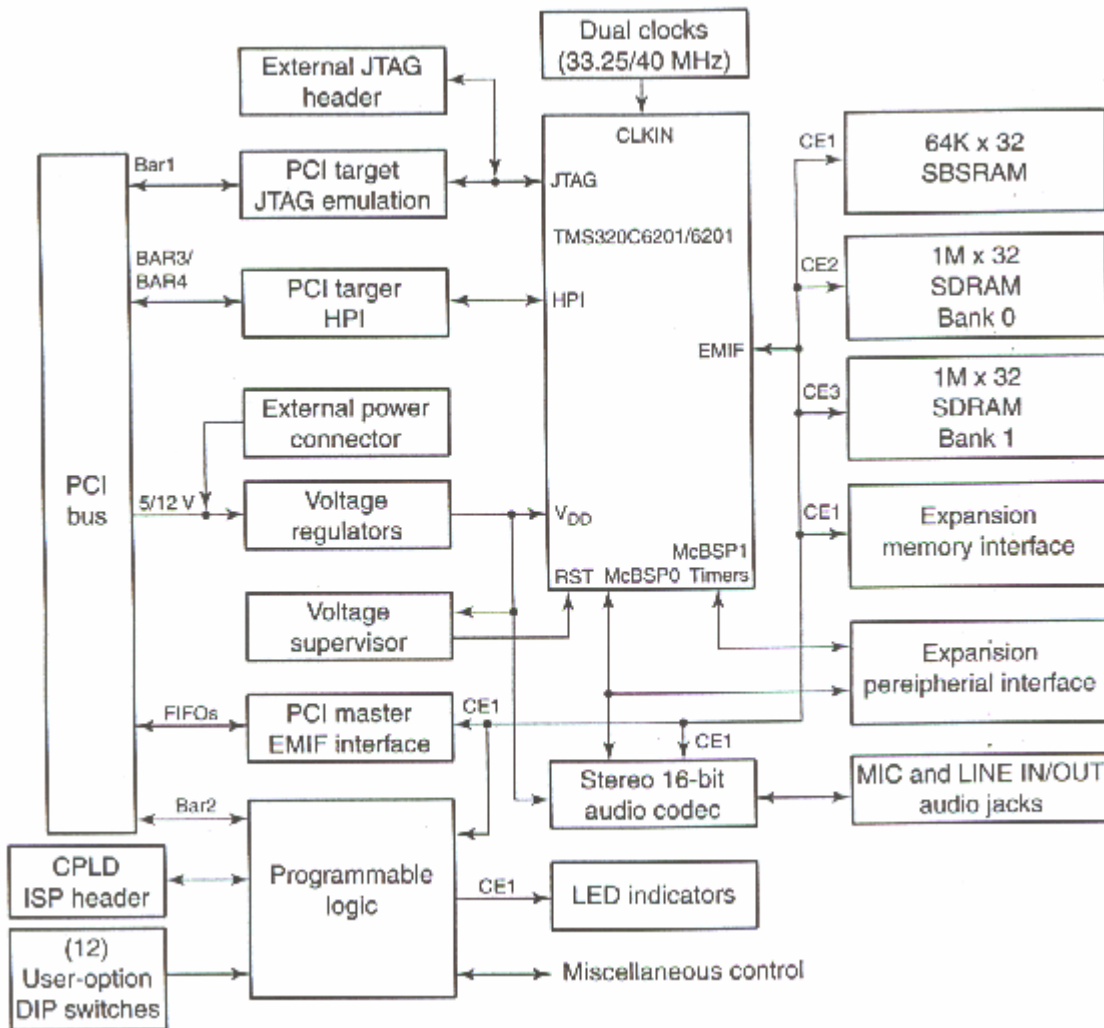 Dual clocks
(33.25/40 MHz)
External JTAG
header
CLKIN
CE1
64K x 32
SBSRAM
Bar1
PCI target
JTAG emulation
JTAG
TMS320C6201/6201
BAR3/
BAR4
PCI targer
HPI
HPI
CE2
1M x 32
SDRAM
Bank 0
EMIF
CE3
1M x 32
SDRAM
Bank 1
External power
connector
PCI
bus
5/12 V
Voltage
regulators
VDD
CE1
Expansion
memory interface
McBSP1
RST McBSP0 Timers
Voltage
supervisor
Expansion
pereipherial interface
FIFOs
PCI master
EMIF interface
CE1
CE1
Stereo 16-bit
audio codec
MIC and LINE IN/OUT
audio jacks
Bar2
CPLD
ISP header
Programmable
logic
CE1
LED indicators
(12)
User-option
DIP switches
Miscellaneous control